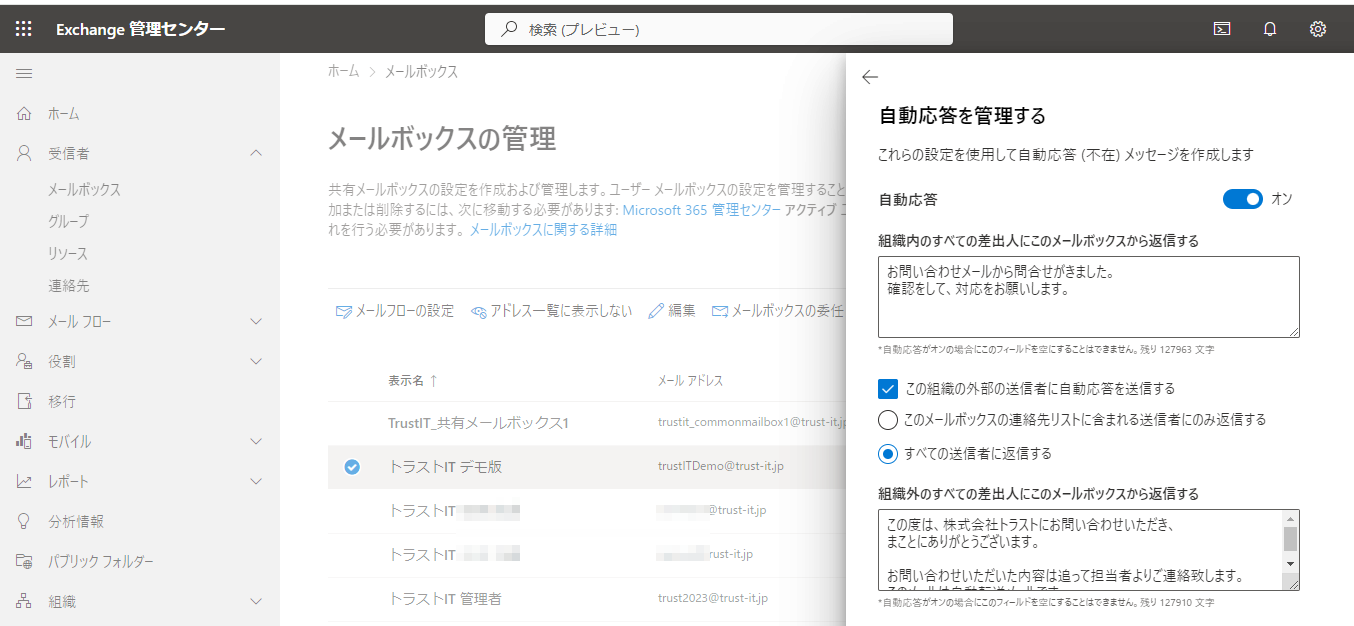 Exchange 管理センター
検索 (プレビュー)
ホーム
受信者
メールボックス
グループ
リソース
連絡先
メール フロー
役割
移行
モバイル
レポート
分析情報
パブリック フォルダー
組織
ホーム > メールボックス
メールボックスの管理
共有メールボックスの設定を作成および管理します。ユーザー メールボックスの設定を管理すること
加または削除するには、次に移動する必要があります: Microsoft 365 管理センター アクティブ ユ
れを行う必要があります。 メールボックスに関する詳細
メールフローの設定 アドレス一覧に表示しない 編集 メールボックスの委任
表示名 ↑ メール アドレス
TrustIT_共有メールボックス1 trustit_commonmailbox1@trust-it.jp
トラストIT デモ版 trustITDemo@trust-it.jp
トラストIT @trust-it.jp
トラストIT rust-it.jp
トラストIT 管理者 trust2023@trust-it.jp
自動応答を管理する
これらの設定を使用して自動応答 (不在) メッセージを作成します
自動応答 オン
組織内のすべての差出人にこのメールボックスから返信する
お問い合わせメールから問合せがきました。
確認をして、対応をお願いします。
*自動応答がオンの場合にこのフィールドを空にすることはできません。残り 127963 文字
この組織の外部の送信者に自動応答を送信する
このメールボックスの連絡先リストに含まれる送信者にのみ返信する
すべての送信者に返信する
組織外のすべての差出人にこのメールボックスから返信する
この度は、株式会社トラストにお問い合わせいただき、
まことにありがとうございます。
お問い合わせいただいた内容は追って担当者よりご連絡致します。
このメールは自動転送メールです
*自動応答がオンの場合にこのフィールドを空にすることはできません。残り 127910 文字